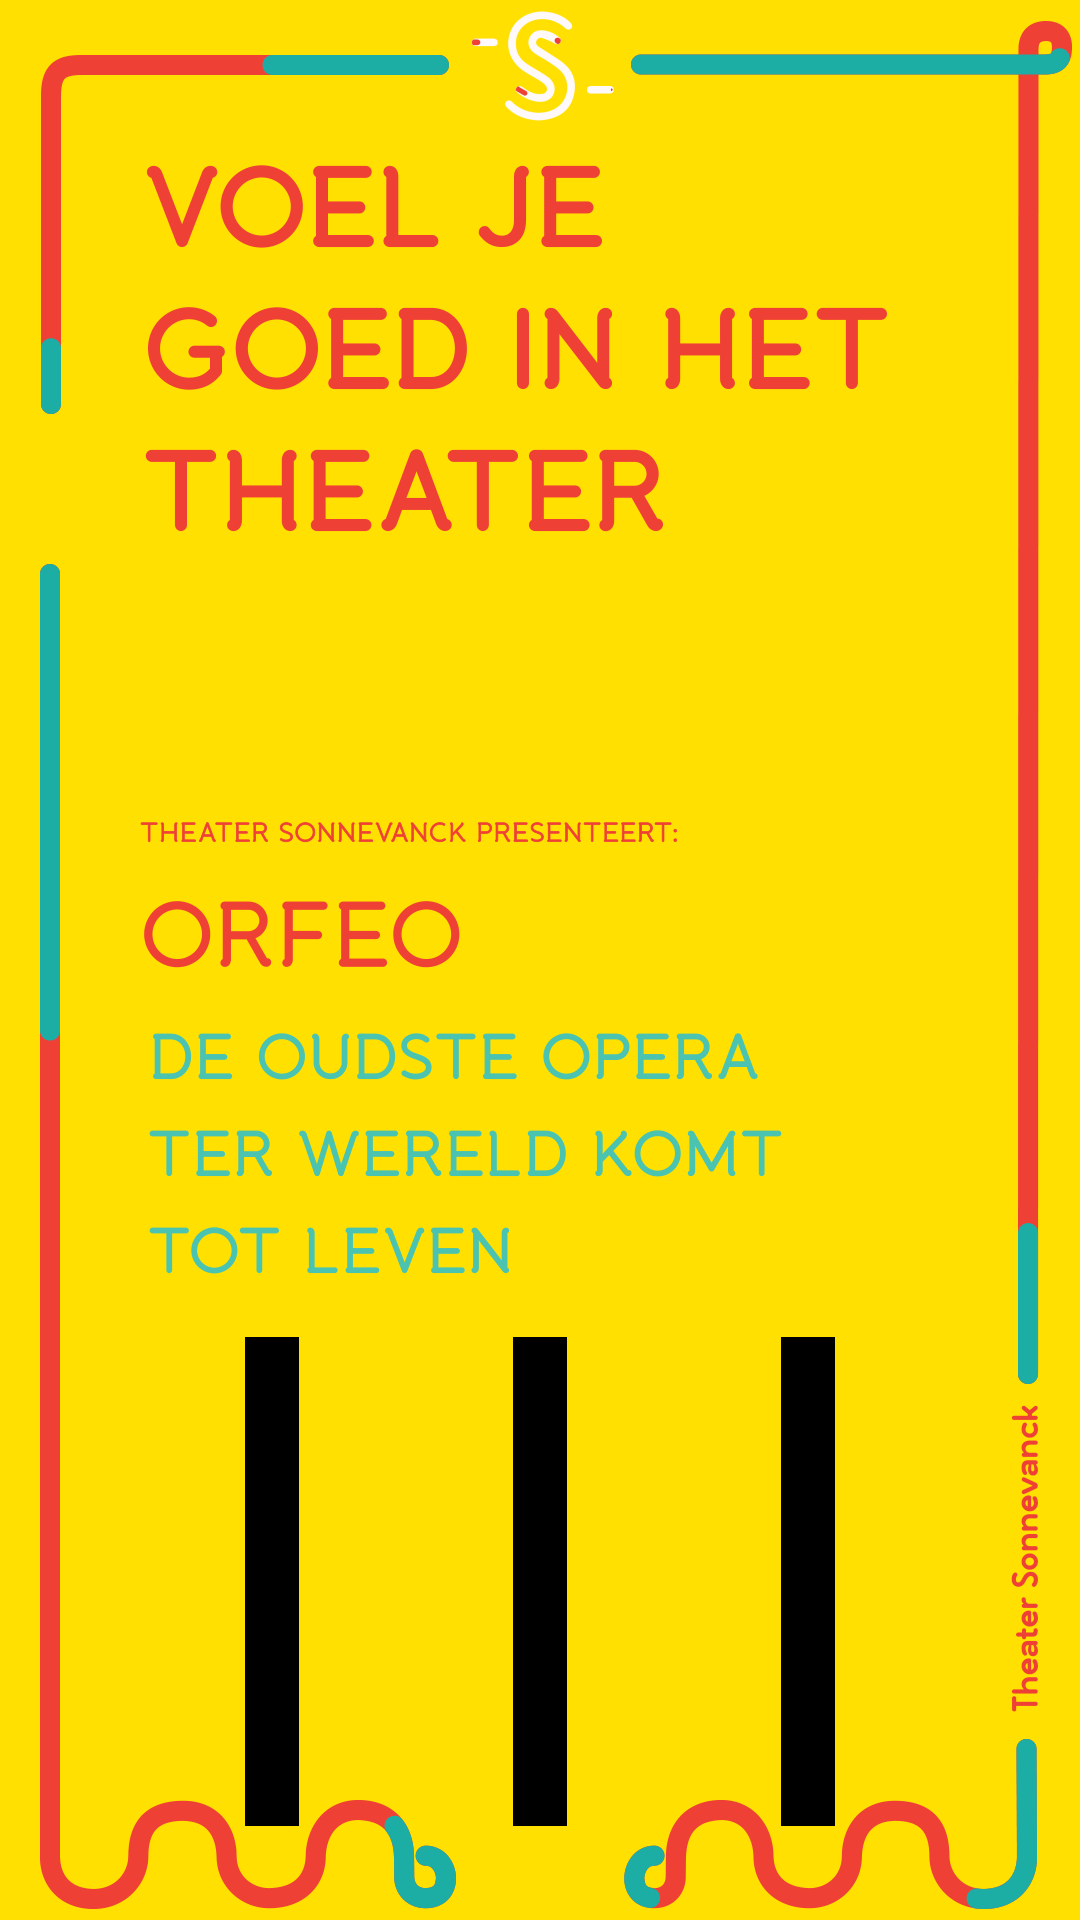 VOEL JE
GOED IN HET
THEATER
THEATER SONNEVANCK PRESENTEERT:
ORFEO
DE OUDSTE OPERA
TER WERELD KOMT
TOT LEVEN
Theater Sonnevanck